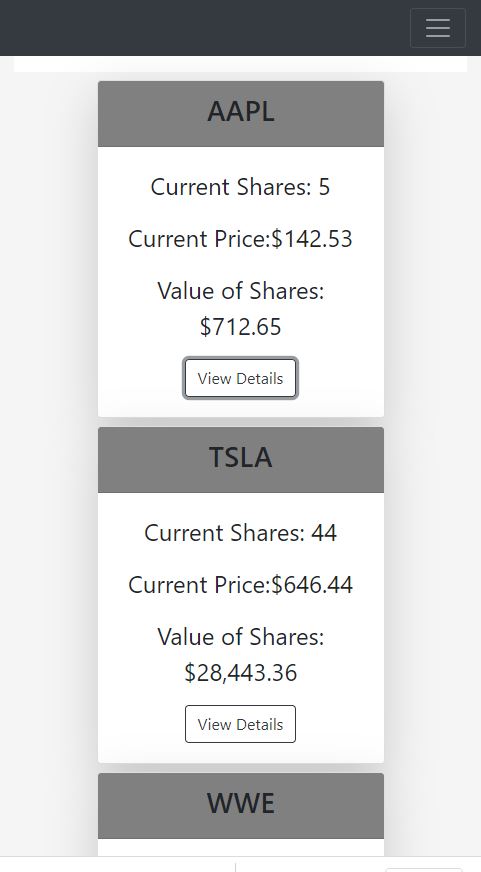 AAPL
Current Shares: 5
Current Price:$142.53
Value of Shares:
$712.65
View Details
TSLA
Current Shares: 44
Current Price:$646.44
Value of Shares:
$28,443.36
View Details
WWE